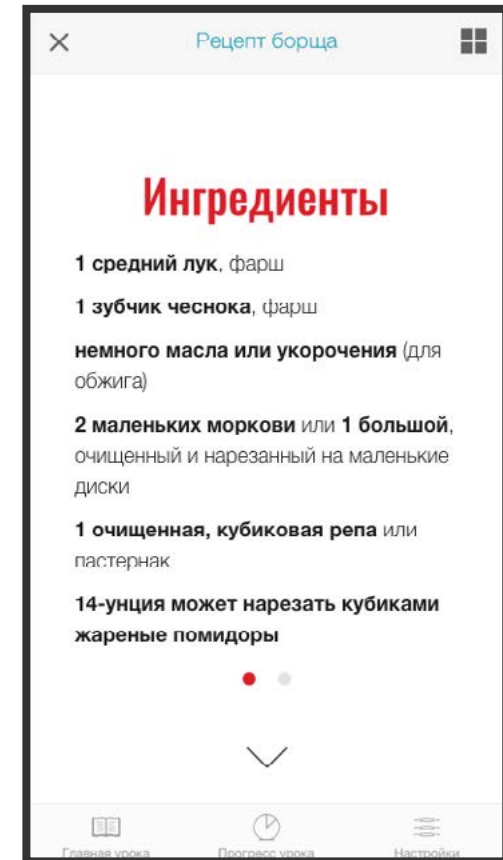 Рецепт борща
Ингредиенты
1 средний лук, фарш
1 зубчик чеснока, фарш
немного масла или укорочения (для
обжига)
2 маленьких моркови или 1 большой,
очищенный и нарезанный на маленькие
диски
1 очищенная, кубиковая репа или
пастернак
14-унция может нарезать кубиками
жареные помидоры
Главная урока
Прогресс урока
Настройки